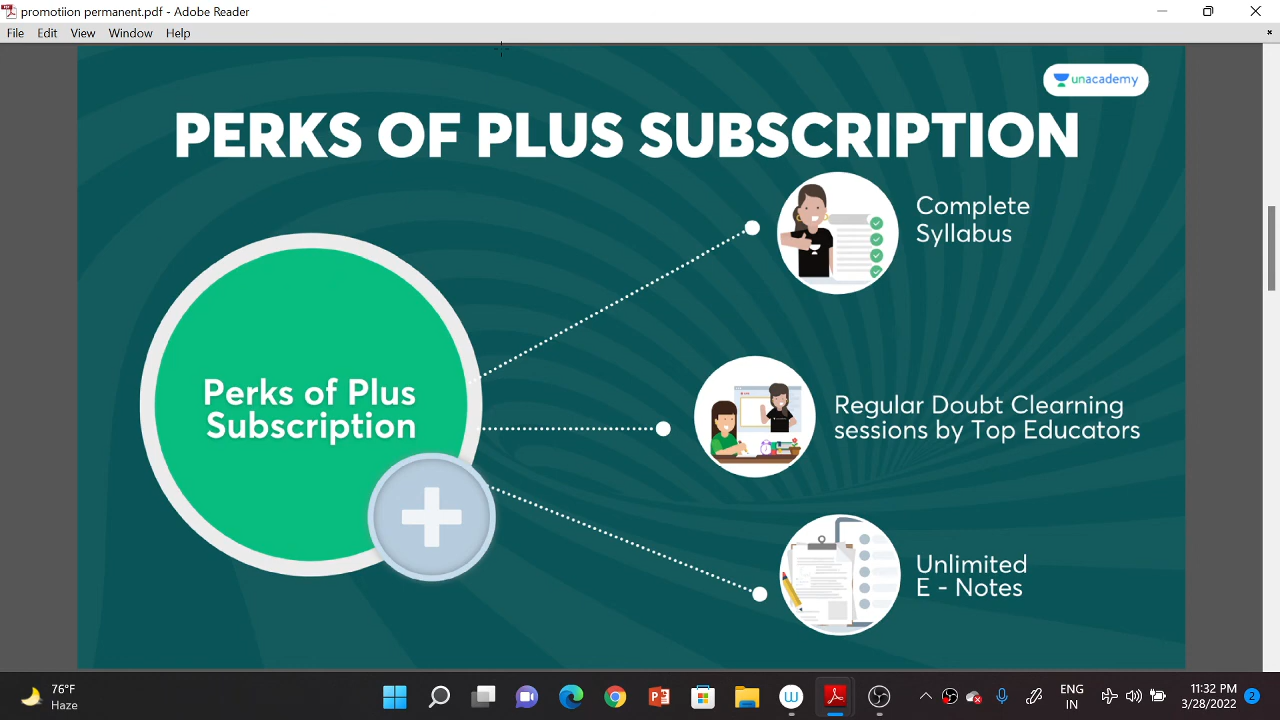 promotiion permanent.pdf - Adobe Reader
File Edit View Window Help
unacademy
PERKS OF PLUS SUBSCRIPTION
Complete
Syllabus
Perks of Plus
Subscription
Regular Doubt Clearning
sessions by Top Educators
Unlimited
E - Notes
76°F
Haze
ENG
IN
11:32 PM
3/28/2022
2